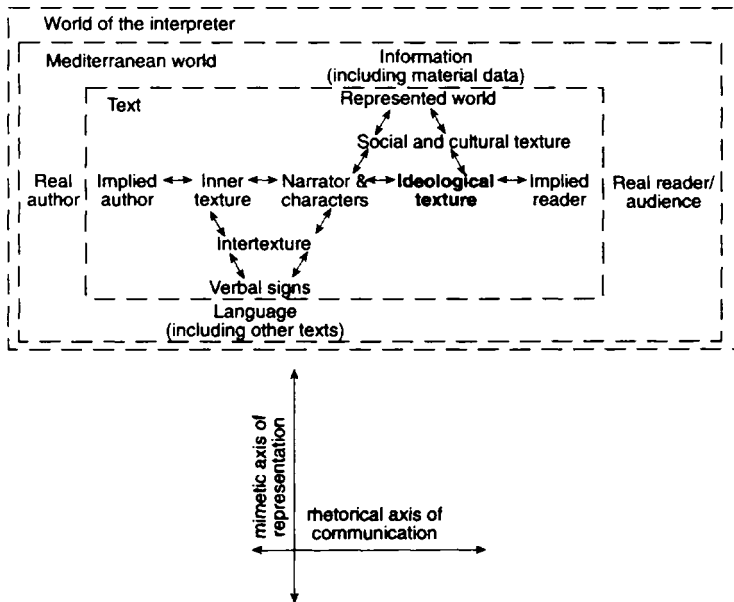 World of the interpreter
Mediterranean world
Information
(including material data)
Text
Represented world
Social and cultural texture
Real author
Implied author
Inner texture
Narrator & characters
Ideological texture
Implied reader
Real reader/ audience
Intertexture
Verbal signs
Language
(including other texts)
mimetic axis of
representation
rhetorical axis of
communication